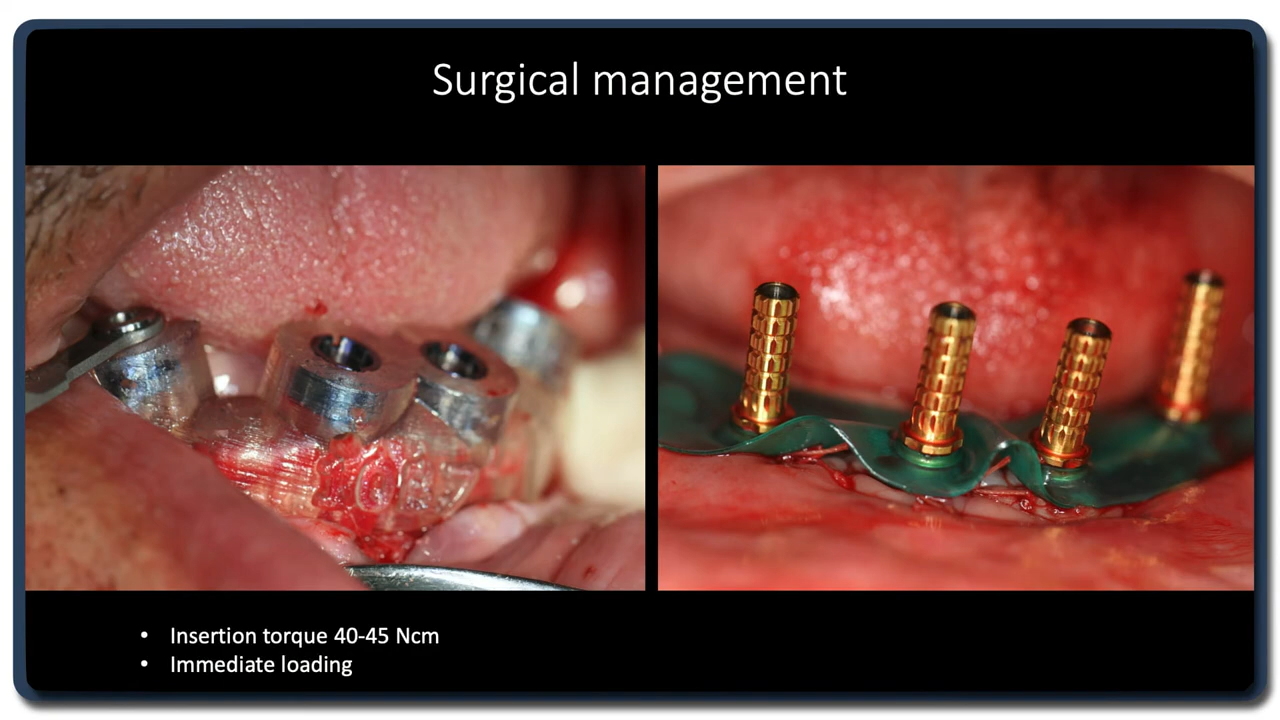 Surgical management
• Insertion torque 40-45 Ncm
• Immediate loading